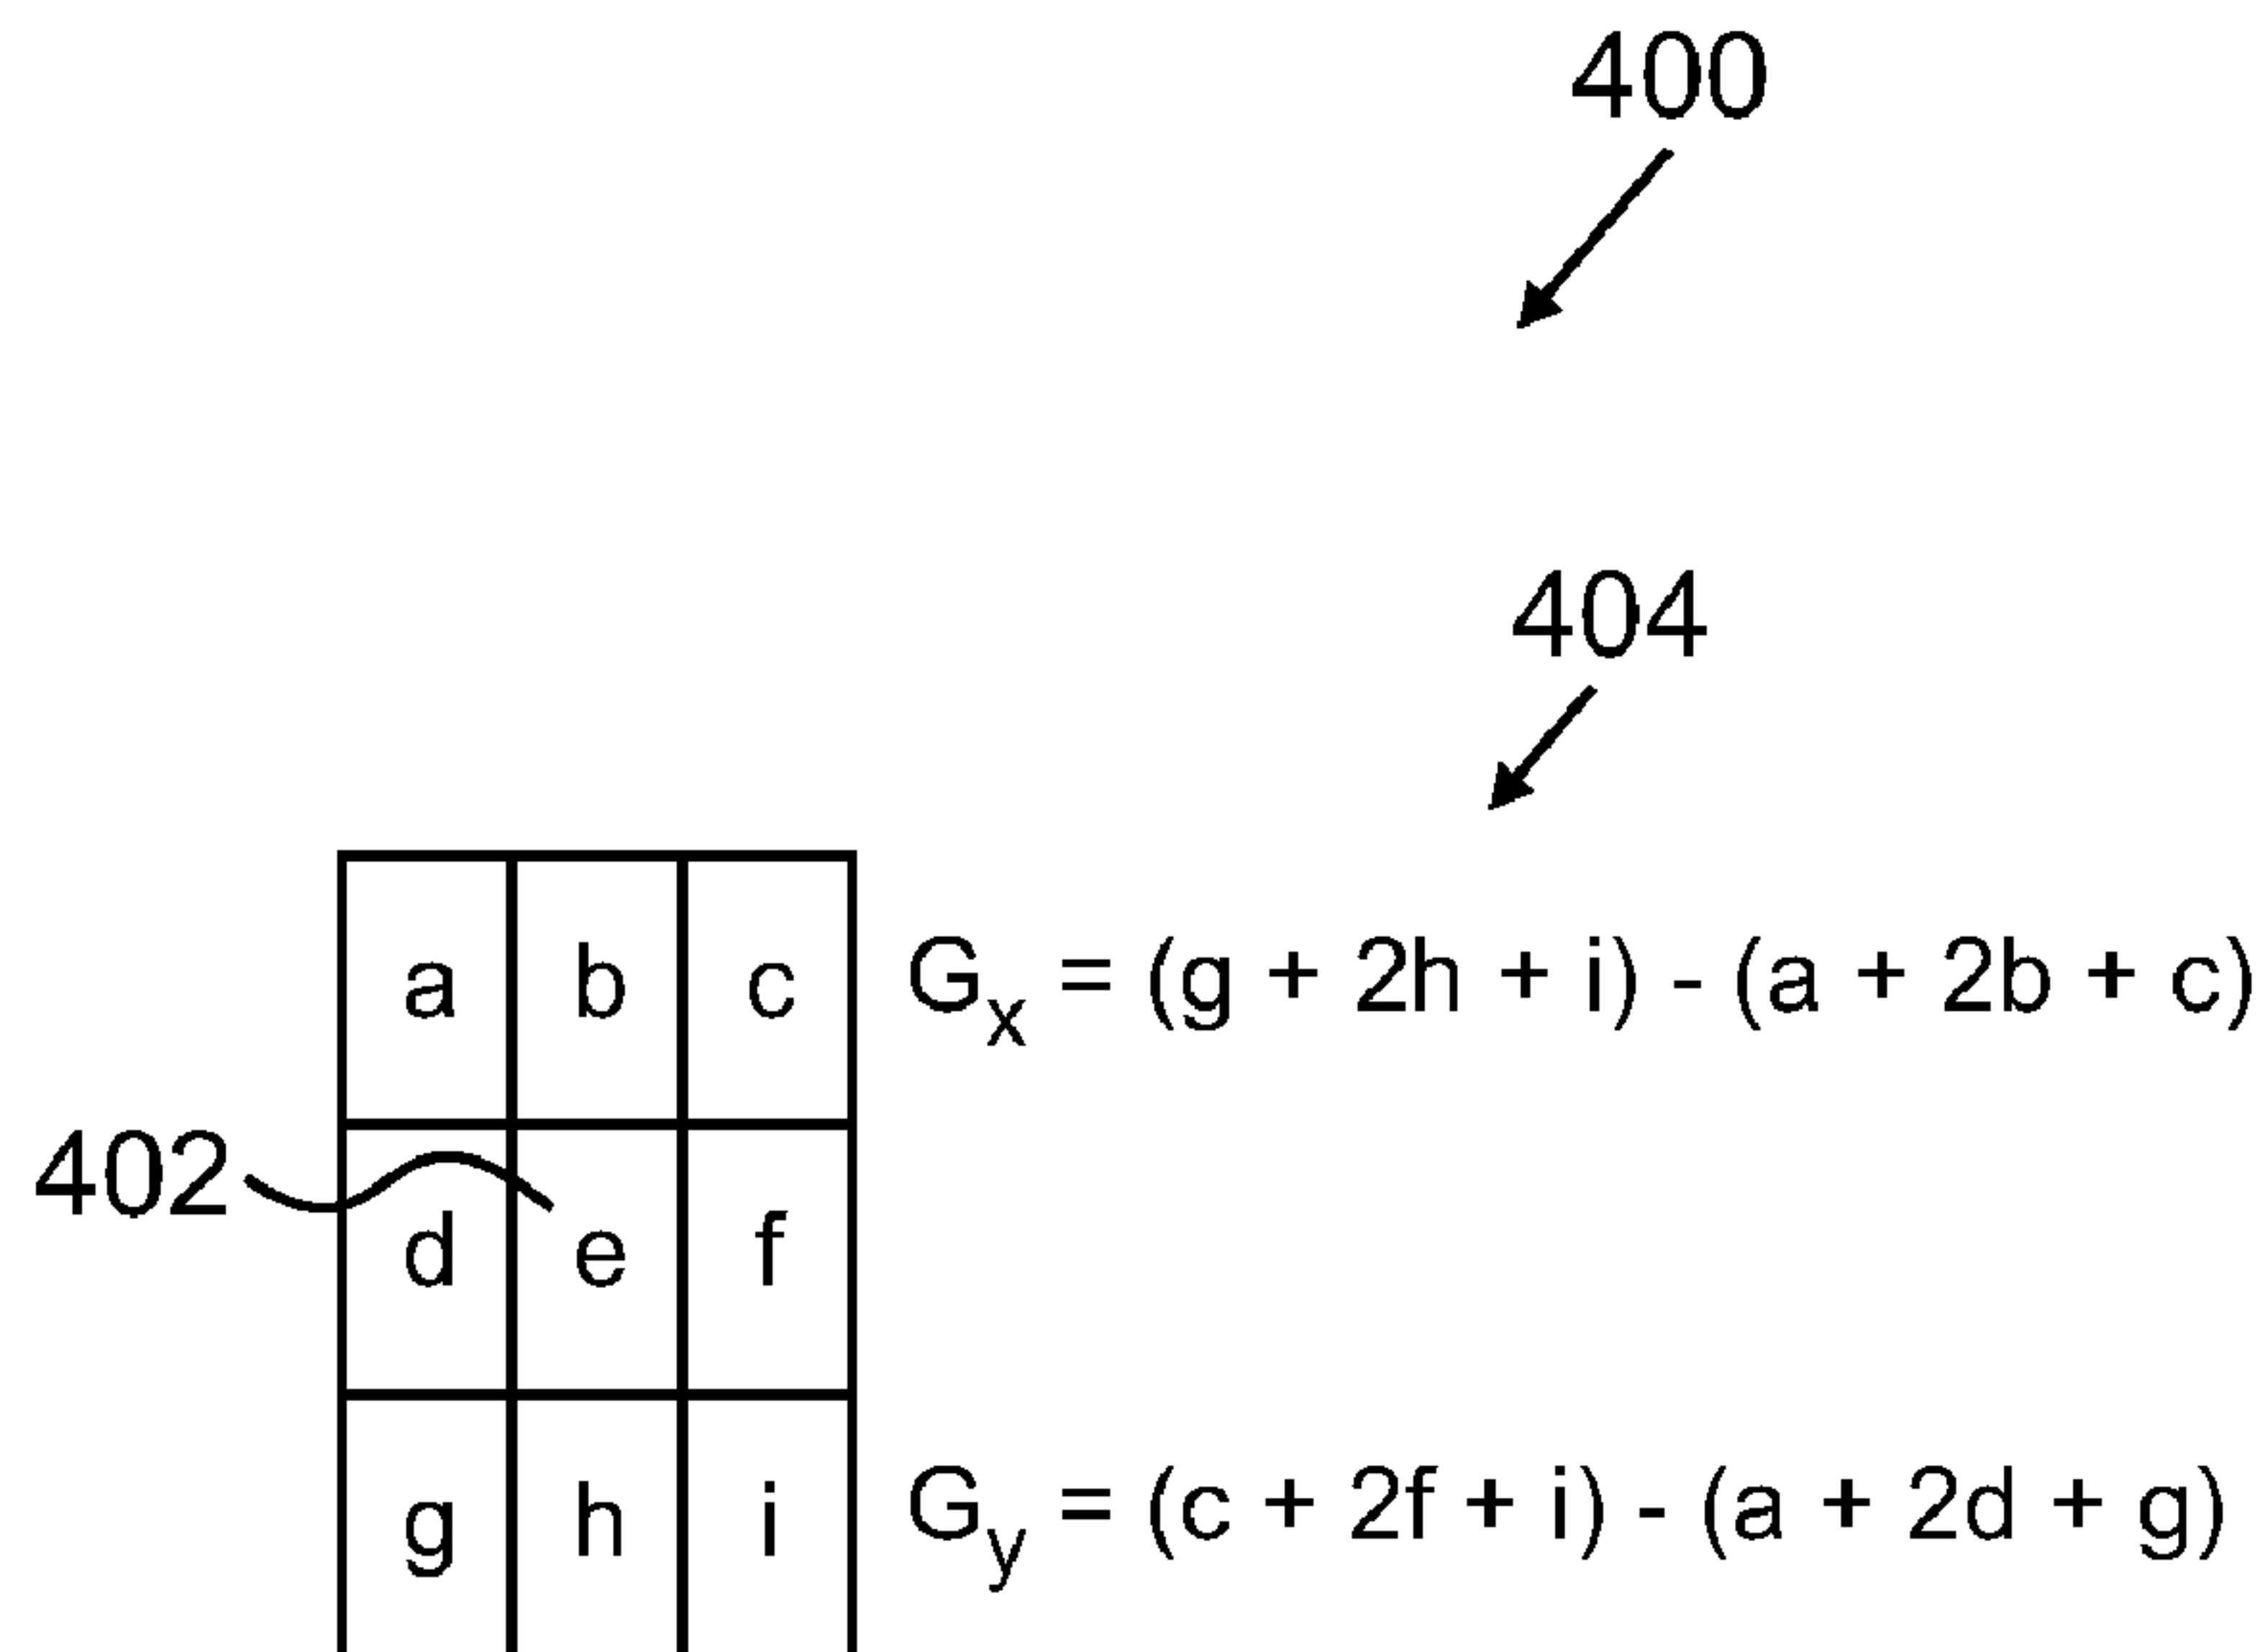 400
404
a b c G_x = (g + 2h + i) - (a + 2b + c)
402
d e f
g h i G_y = (c + 2f + i) - (a + 2d + g)